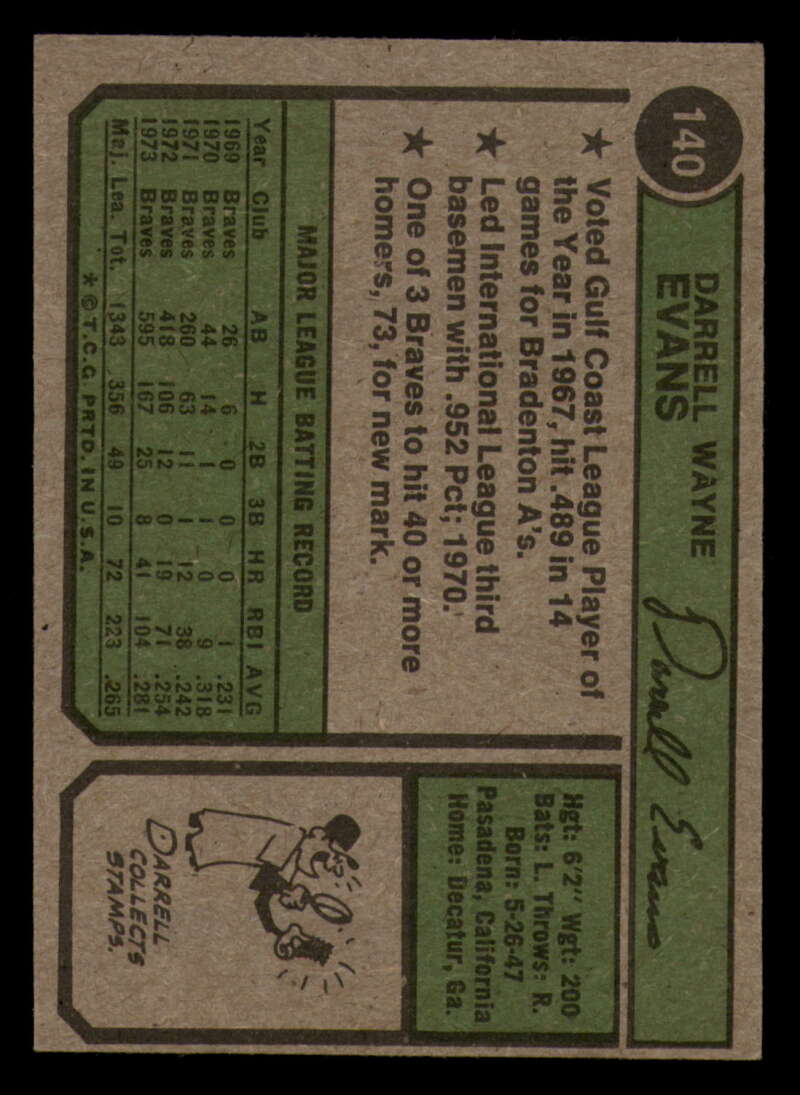 140
DARRELL WAYNE
EVANS
Darrell Evans
★ Voted Gulf Coast League Player of
the Year in 1967, hit .489 in 14
games for Bradenton A's.
★ Led International League third
basemen with .952 Pct; 1970.
★ One of 3 Braves to hit 40 or more
homers, 73, for new mark.
Hgt: 6'2" Wgt: 200
Bats: L. Throws: R.
Born: 5-26-47
Pasadena, California
Home: Decatur, Ga.
MAJOR LEAGUE BATTING RECORD
Year Club AB H 2B 3B HR RBI AVG
1969 Braves 26 6 0 0 0 1 .231
1970 Braves 44 14 1 1 0 9 .318
1971 Braves 260 63 11 1 12 38 .242
1972 Braves 418 106 12 0 19 71 .254
1973 Braves 595 167 25 8 41 104 .281
Maj. Lea. Tot. 1343 356 49 10 72 223 .265
* © T.C.G. PRTD. IN U.S.A.
DARRELL
COLLECTS
STAMPS.